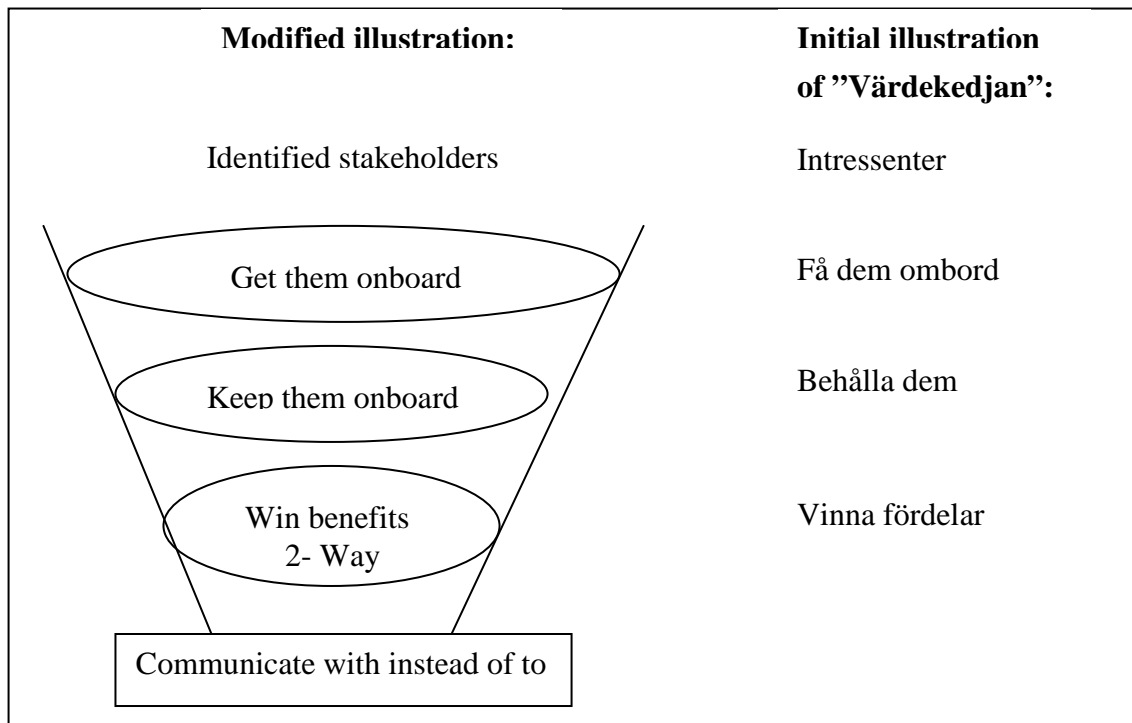 Modified illustration:
Initial illustration
of ”Värdekedjan”:
Identified stakeholders
Intressenter
Get them onboard
Få dem ombord
Keep them onboard
Behålla dem
Win benefits
2- Way
Vinna fördelar
Communicate with instead of to